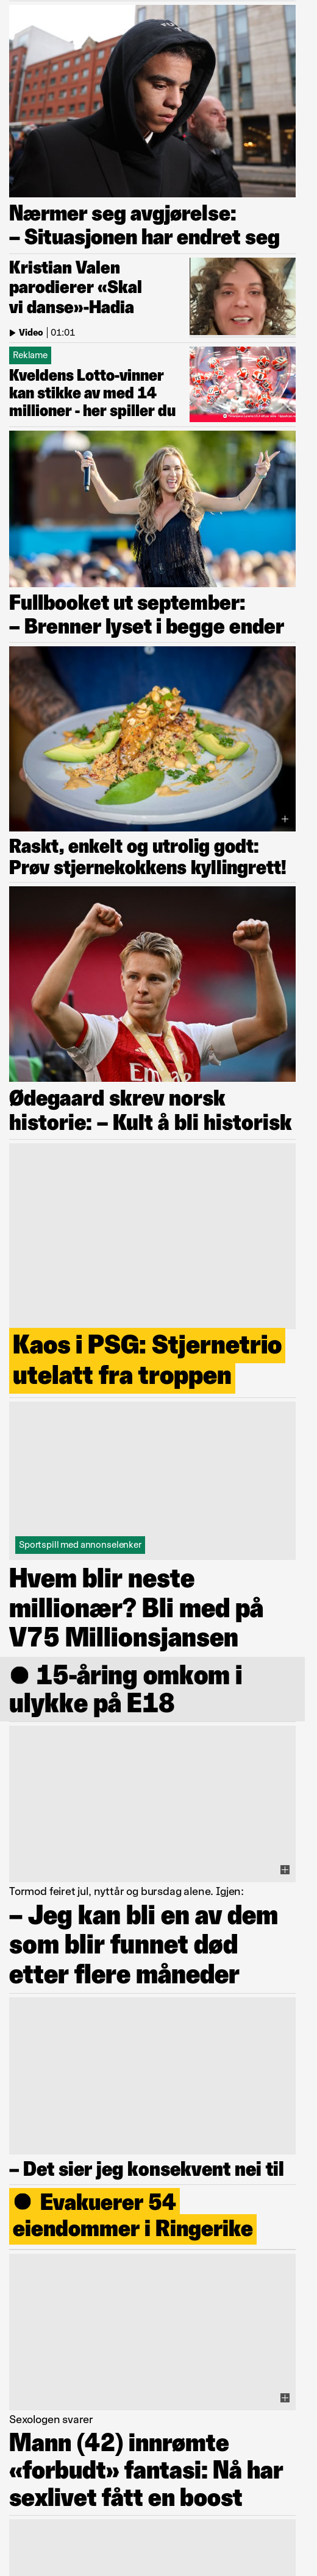 Nærmer seg avgjørelse:
– Situasjonen har endret seg
Kristian Valen
parodierer «Skal
vi danse»-Hadia
Video | 01:01
Reklame
Kveldens Lotto-vinner
kan stikke av med 14
millioner - her spiller du
Fullbooket ut september:
– Brenner lyset i begge ender
Raskt, enkelt og utrolig godt:
Prøv stjernekokkens kyllingrett!
Ødegaard skrev norsk
historie: – Kult å bli historisk
Kaos i PSG: Stjernetrio
utelatt fra troppen
Sportspill med annonselenker
Hvem blir neste
millionær? Bli med på
V75 Millionsjansen
● 15-åring omkom i
ulykke på E18
Tormod feiret jul, nyttår og bursdag alene. Igjen:
– Jeg kan bli en av dem
som blir funnet død
etter flere måneder
– Det sier jeg konsekvent nei til
● Evakuerer 54
eiendommer i Ringerike
Sexologen svarer
Mann (42) innrømte
«forbudt» fantasi: Nå har
sexlivet fått en boost